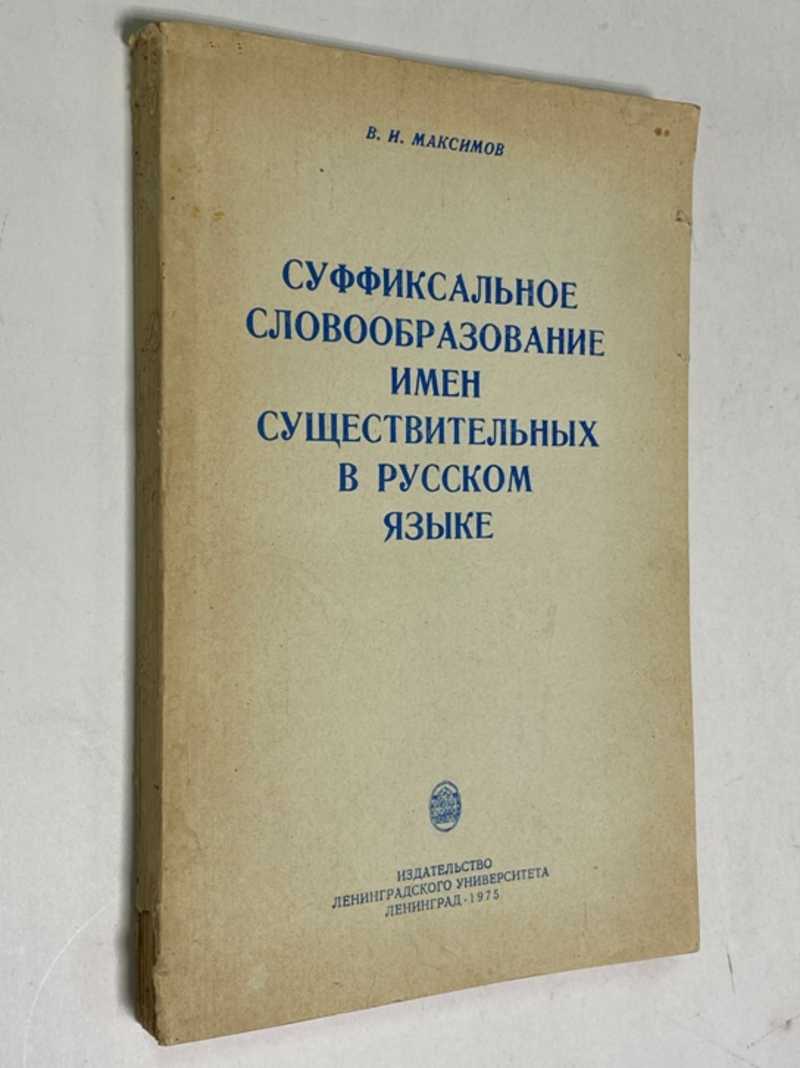 В. И. МАКСИМОВ
СУФФИКСАЛЬНОЕ
СЛОВООБРАЗОВАНИЕ
ИМЕН
СУЩЕСТВИТЕЛЬНЫХ
В РУССКОМ
ЯЗЫКЕ
ИЗДАТЕЛЬСТВО
ЛЕНИНГРАДСКОГО УНИВЕРСИТЕТА
ЛЕНИНГРАД · 1975